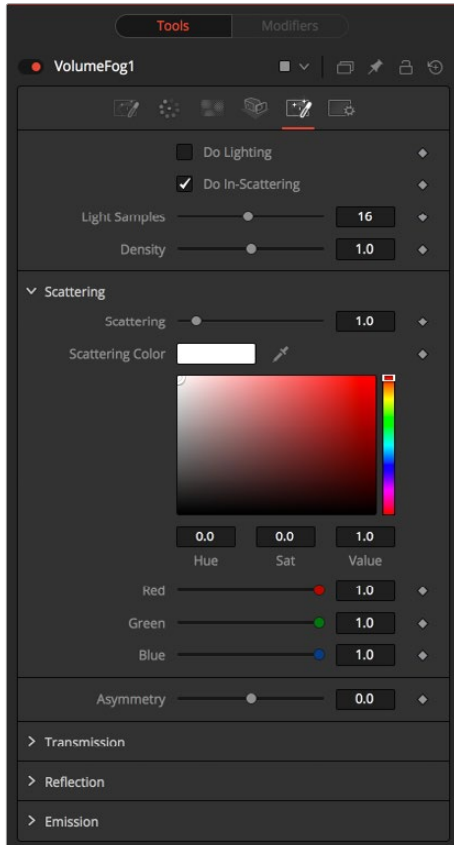 Tools Modifiers
VolumeFog1
Do Lighting
Do In-Scattering
Light Samples 16
Density 1.0
Scattering
Scattering 1.0
Scattering Color
0.0 0.0 1.0
Hue Sat Value
Red 1.0
Green 1.0
Blue 1.0
Asymmetry 0.0
Transmission
Reflection
Emission